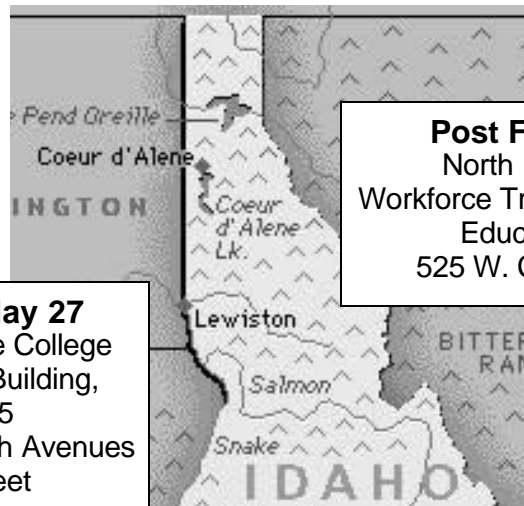 Pend Oreille
Coeur d'Alene
INGTON
Coeur
d'Alene
Lk.
Post F
North
Workforce Tr
Educ
525 W. C
Lewiston
BITTER
RAN
ay 27
e College
Building,
5
h Avenues
eet
Salmon
Snake
IDAHO